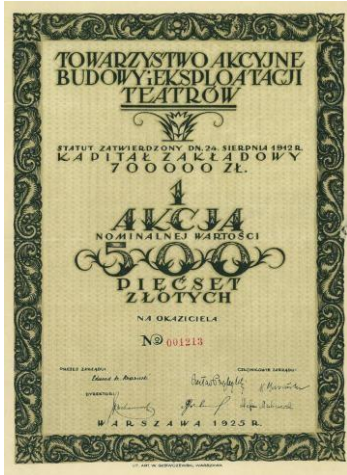 TOWARZYSTWO AKCYJNE
BUDOWY i EKSPLOATACJI
TEATRÓW
STATUT ZATWIERDZONY DN. 24. SIERPNIA 1912 R.
KAPITAŁ ZAKŁADOWY
700000 ZŁ.
1
AKCJA
NOMINALNEJ WARTOŚCI
500
PIĘĆSET
ZŁOTYCH
NA OKAZICIELA
No 001213
PREZES ZARZĄDU:
CZŁONKOWIE ZARZĄDU:
DYREKTOR:
WARSZAWA 1925 R.